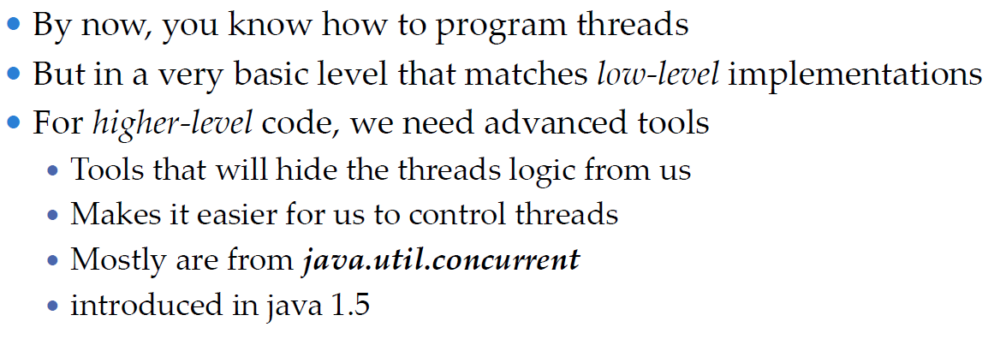 • By now, you know how to program threads
• But in a very basic level that matches low-level implementations
• For higher-level code, we need advanced tools
• Tools that will hide the threads logic from us
• Makes it easier for us to control threads
• Mostly are from java.util.concurrent
• introduced in java 1.5